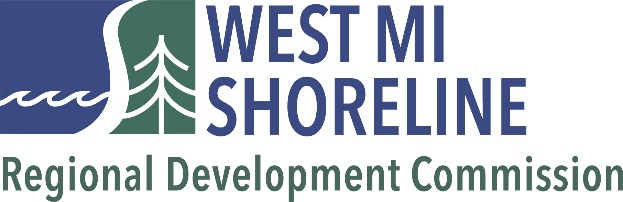 WEST MI
SHORELINE
Regional Development Commission